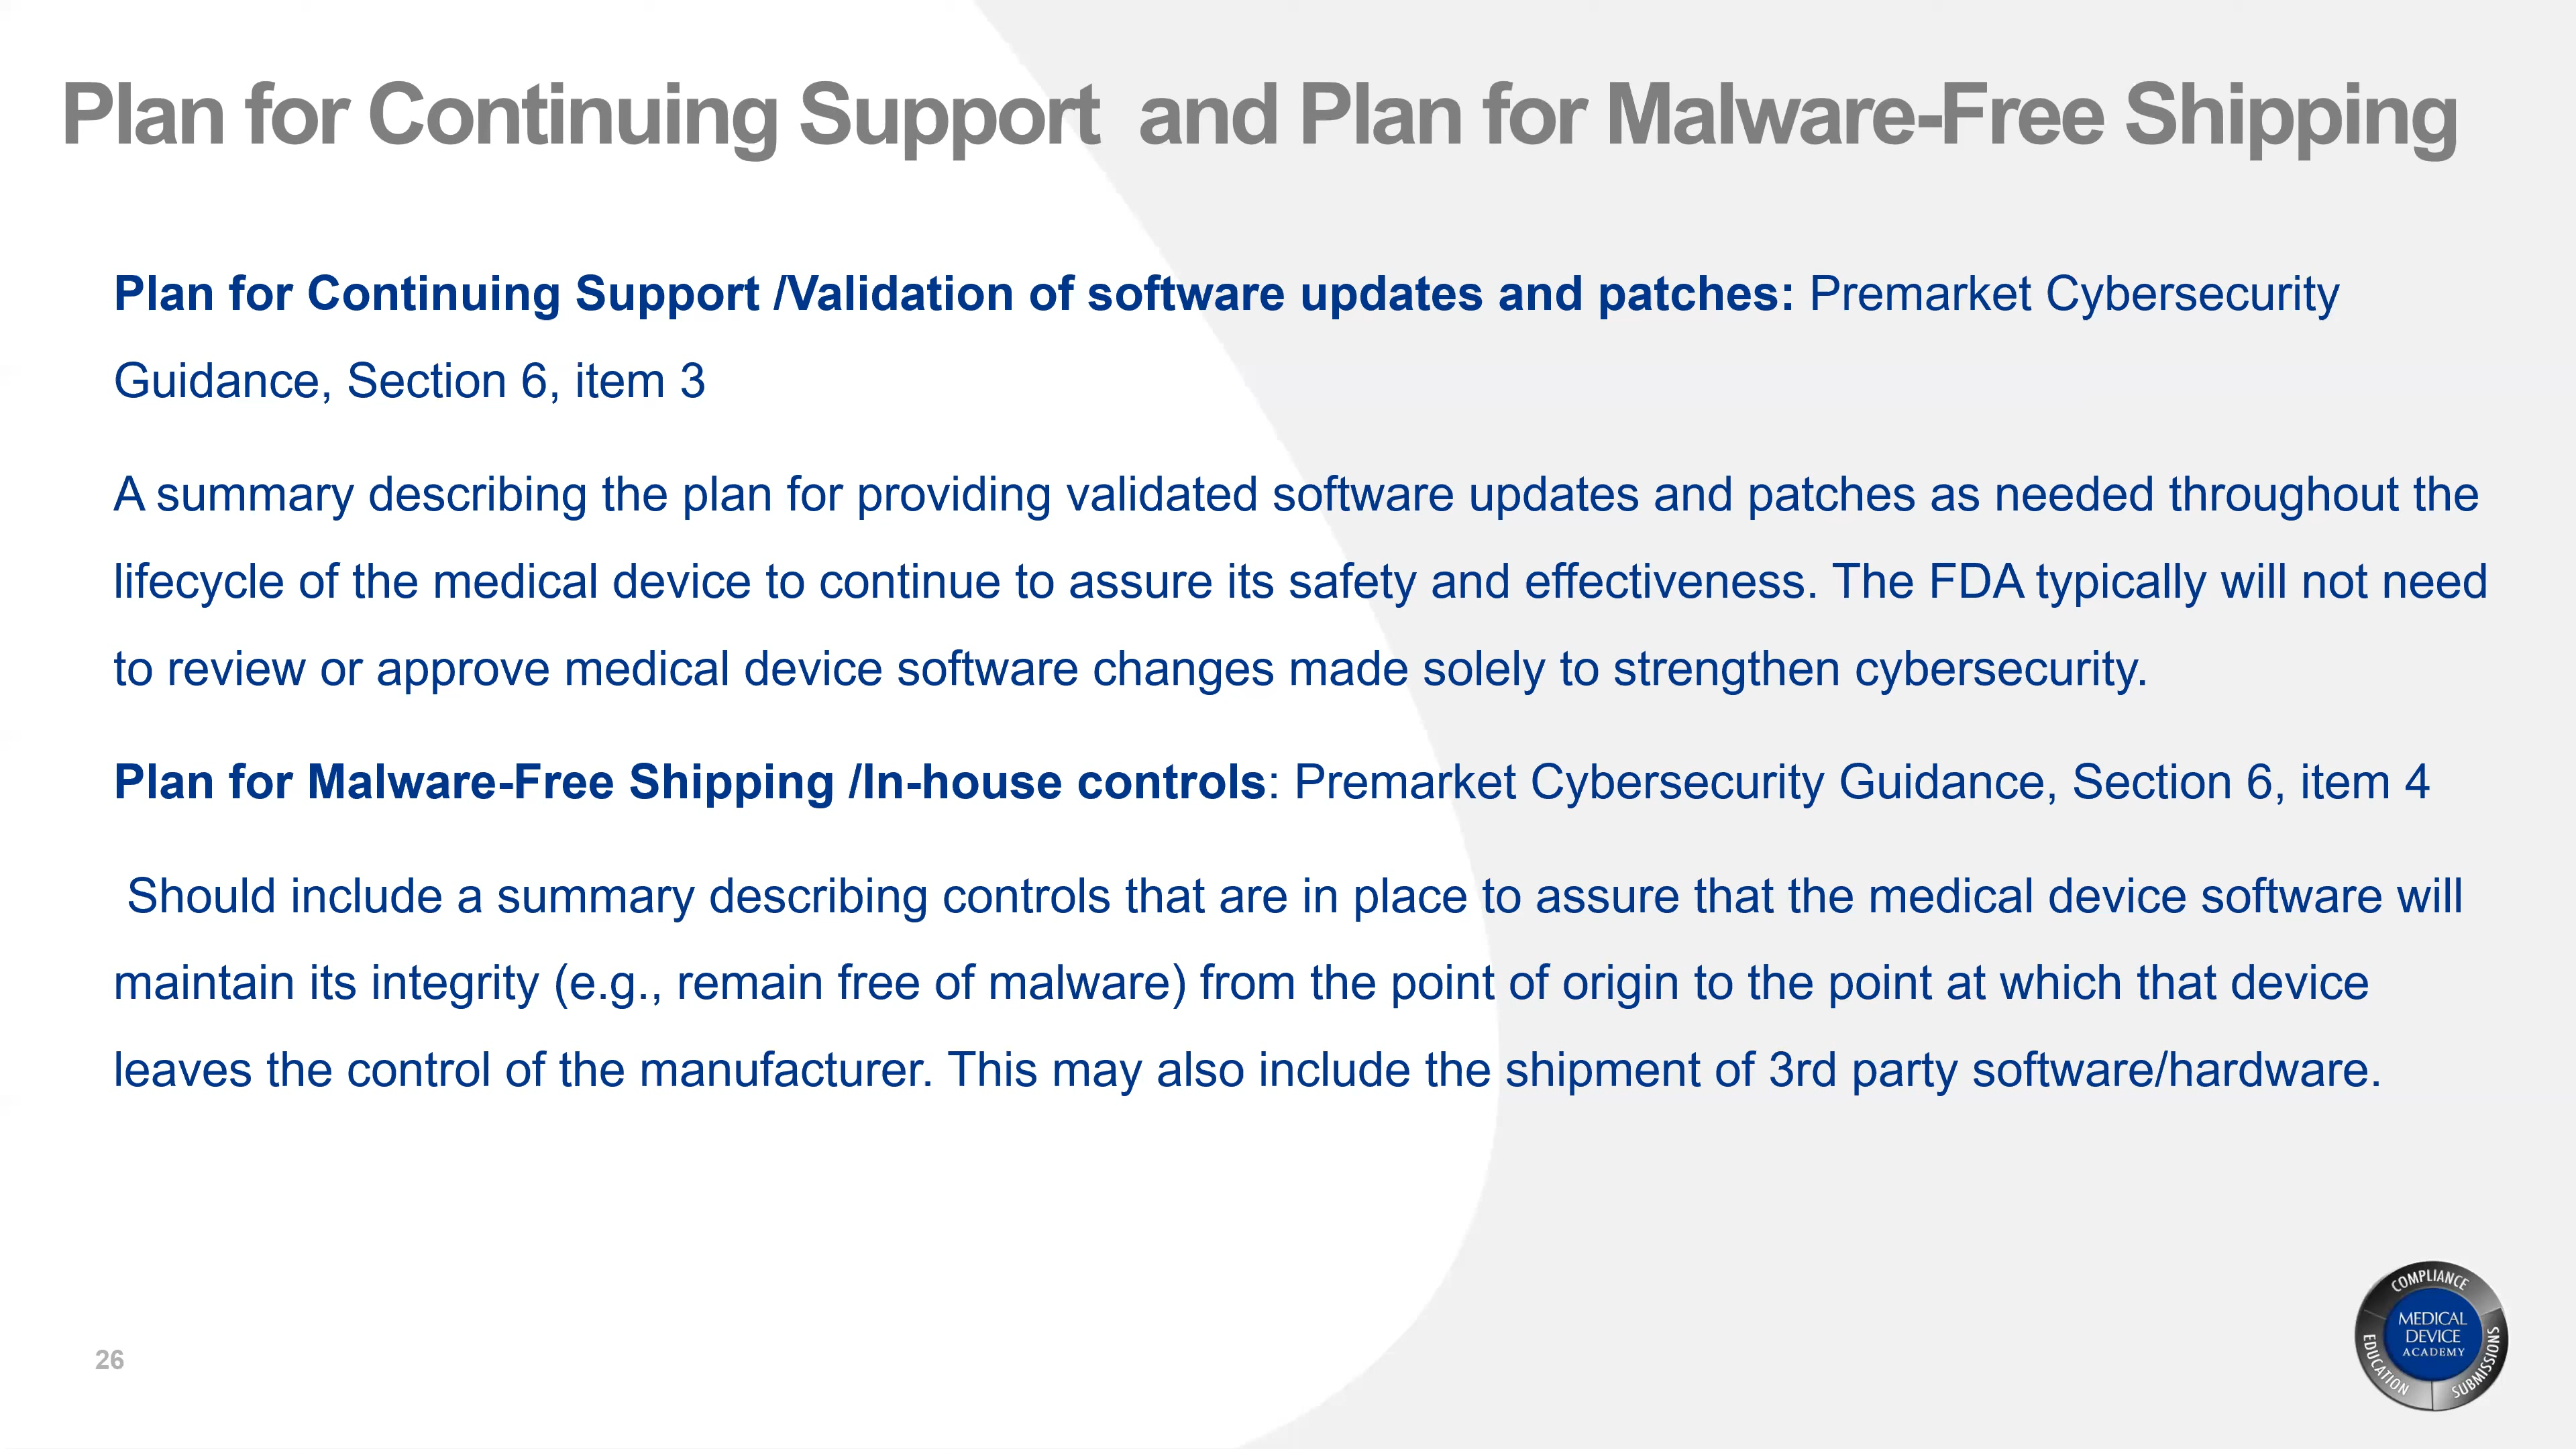 Plan for Continuing Support  and Plan for Malware-Free Shipping
Plan for Continuing Support /Validation of software updates and patches: Premarket Cybersecurity
Guidance, Section 6, item 3
A summary describing the plan for providing validated software updates and patches as needed throughout the
lifecycle of the medical device to continue to assure its safety and effectiveness. The FDA typically will not need
to review or approve medical device software changes made solely to strengthen cybersecurity.
Plan for Malware-Free Shipping /In-house controls: Premarket Cybersecurity Guidance, Section 6, item 4
Should include a summary describing controls that are in place to assure that the medical device software will
maintain its integrity (e.g., remain free of malware) from the point of origin to the point at which that device
leaves the control of the manufacturer. This may also include the shipment of 3rd party software/hardware.
26
COMPLIANCE
MEDICAL
DEVICE
ACADEMY
EDUCATION
SUBMISSIONS